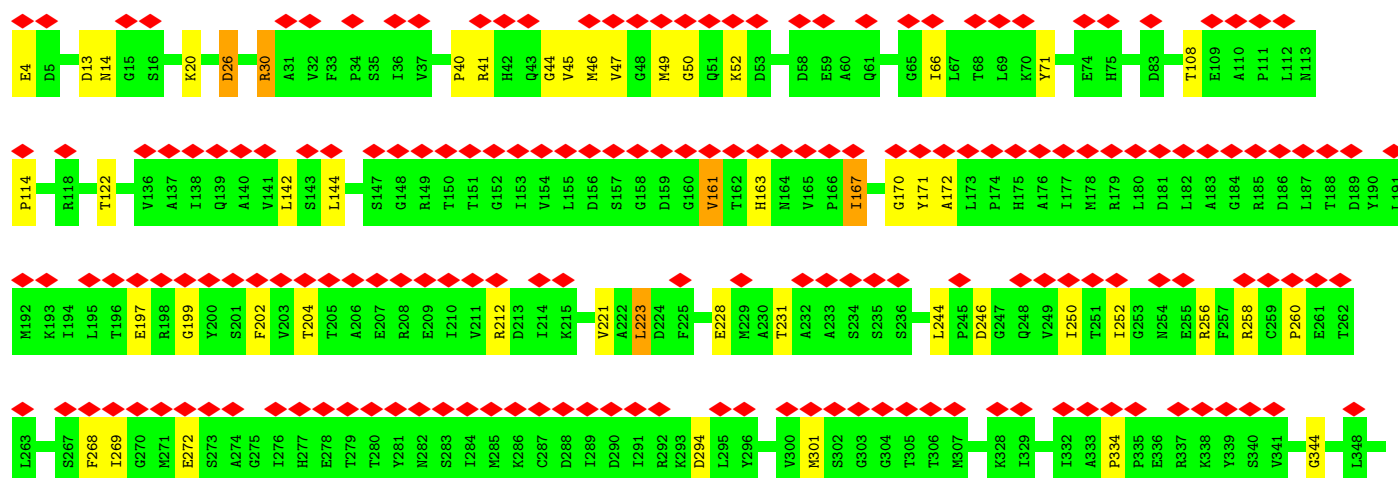 E4 D5 D13 N14 G15 S16 K20 D26 R30 A31 V32 F33 P34 S35 I36 V37 P40 R41 H42 Q43 G44 V45 M46 V47 G48 M49 G50 Q51 K52 D53 D58 E59 A60 Q61 G65 I66 L67 T68 L69 K70 Y71 E74 H75 D83 T108 E109 A110 P111 L112 N113
P114 R118 T122 V136 A137 I138 Q139 A140 V141 L142 S143 L144 S147 G148 R149 T150 T151 G152 I153 V154 L155 D156 S157 G158 D159 G160 V161 T162 H163 N164 V165 P166 I167 G170 Y171 A172 L173 P174 H175 A176 I177 M178 R179 L180 D181 L182 A183 G184 R185 D186 L187 T188 D189 Y190 L191
M192 K193 I194 L195 T196 E197 R198 G199 Y200 S201 F202 V203 T204 T205 A206 E207 R208 E209 I210 V211 R212 D213 I214 K215 V221 A222 L223 D224 F225 E228 M229 A230 T231 A232 A233 S234 S235 S236 L244 P245 D246 G247 Q248 V249 I250 T251 I252 G253 N254 E255 R256 F257 R258 C259 P260 E261 T262
L263 S267 F268 I269 G270 M271 E272 S273 A274 G275 I276 H277 E278 T279 T280 Y281 N282 S283 I284 M285 K286 C287 D288 I289 D290 I291 R292 K293 D294 L295 Y296 V300 M301 S302 G303 G304 T305 T306 M307 K328 I329 I332 A333 P334 P335 E336 R337 K338 Y339 S340 V341 G344 L348